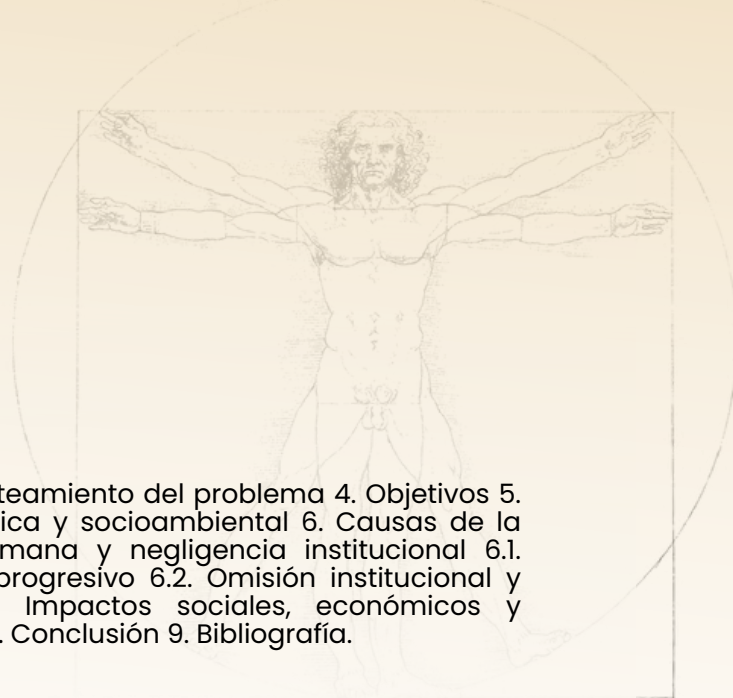 teamiento del problema 4. Objetivos 5.
ica y socioambiental 6. Causas de la
mana y negligencia institucional 6.1.
progresivo 6.2. Omisión institucional y
Impactos sociales, económicos y
. Conclusión 9. Bibliografía.